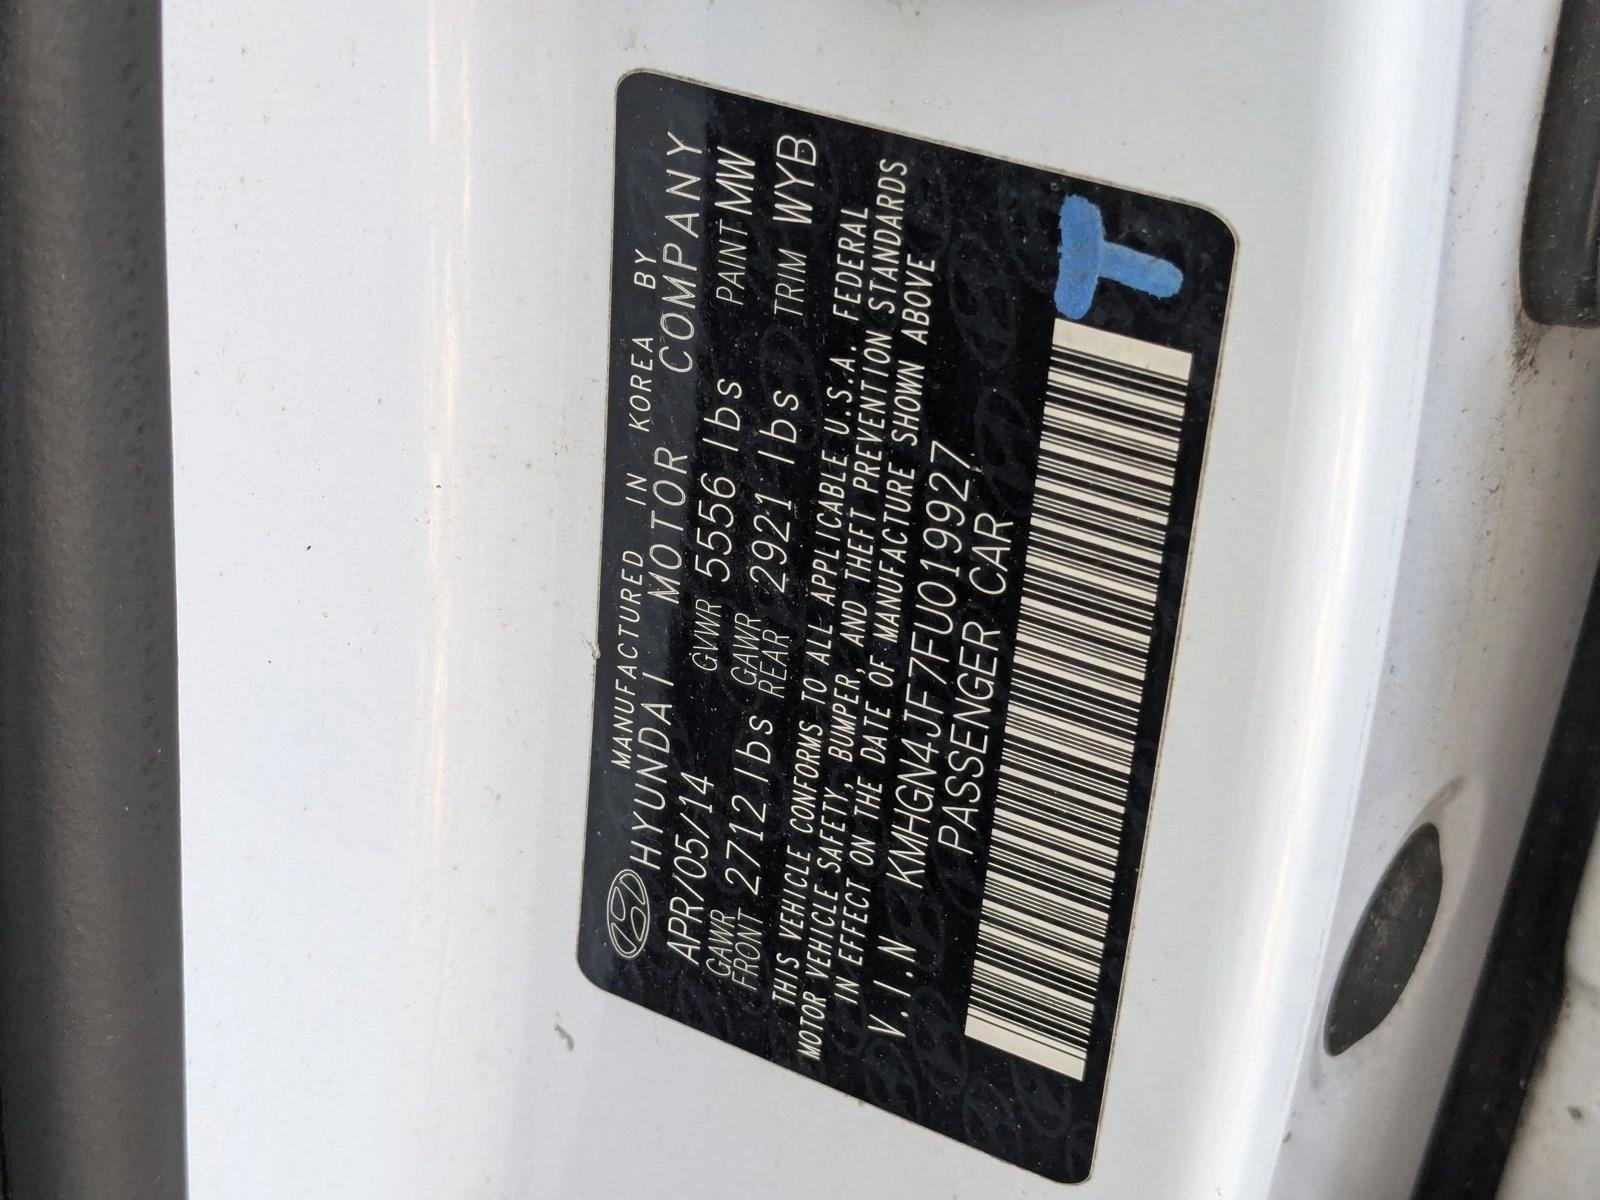 MANUFACTURED IN KOREA BY
HYUNDAI MOTOR COMPANY
APR/05/14 GVWR 5556 lbs PAINT MW
GAWR FRONT 2712 lbs GAWR REAR 2921 lbs TRIM WYB
THIS VEHICLE CONFORMS TO ALL APPLICABLE U.S.A. FEDERAL
MOTOR VEHICLE SAFETY, BUMPER, AND THEFT PREVENTION STANDARDS
IN EFFECT ON THE DATE OF MANUFACTURE SHOWN ABOVE
V.I.N KMHGN4JF7FU019927
PASSENGER CAR
T